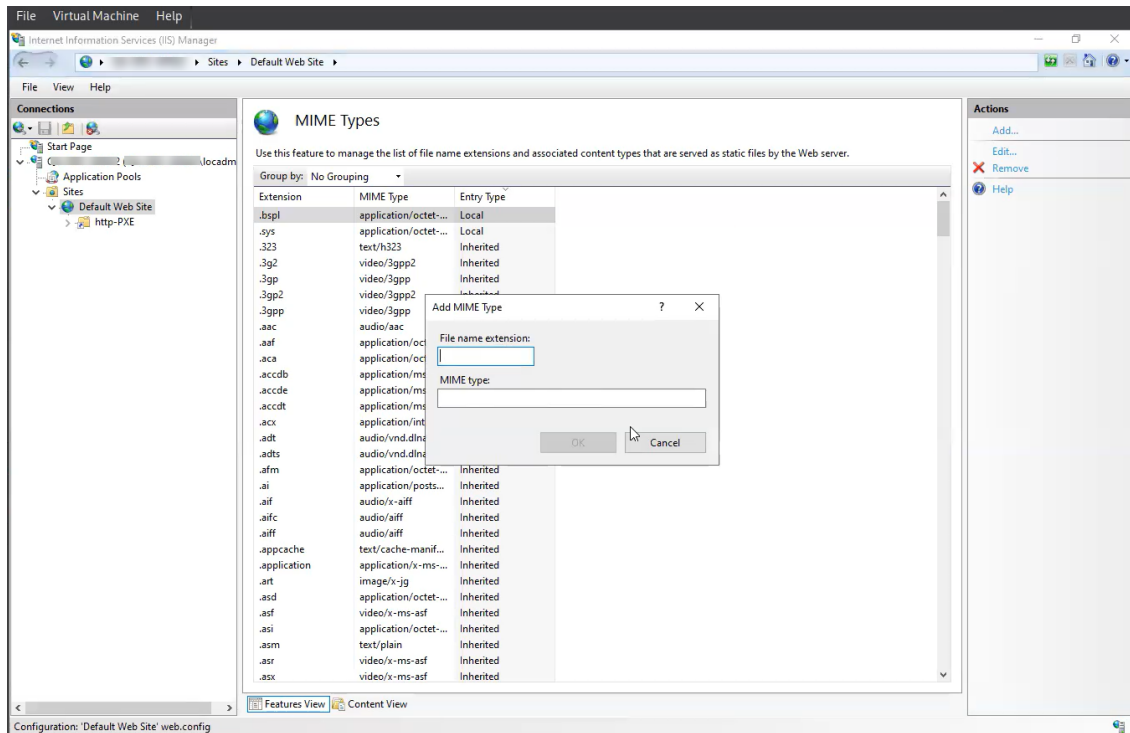 File Virtual Machine Help
Internet Information Services (IIS) Manager
Sites Default Web Site
File View Help
Connections
Start Page
\locadm
Application Pools
Sites
Default Web Site
http-PXE
MIME Types
Use this feature to manage the list of file name extensions and associated content types that are served as static files by the Web server.
Group by: No Grouping
Extension MIME Type Entry Type
.bspl application/octet-... Local
.sys application/octet-... Local
.323 text/h323 Inherited
.3g2 video/3gpp2 Inherited
.3gp video/3gpp Inherited
.3gp2 video/3gpp2
.3gpp video/3gpp
.aac audio/aac
.aaf application/oc
.aca application/oc
.accdb application/ms
.accde application/ms
.accdt application/ms
.acx application/int
.adt audio/vnd.dlna
.adts audio/vnd.dlna
.afm application/octet-... Inherited
.ai application/posts... Inherited
.aif audio/x-aiff Inherited
.aifc audio/aiff Inherited
.aiff audio/aiff Inherited
.appcache text/cache-manif... Inherited
.application application/x-ms-... Inherited
.art image/x-jg Inherited
.asd application/octet-... Inherited
.asf video/x-ms-asf Inherited
.asi application/octet-... Inherited
.asm text/plain Inherited
.asr video/x-ms-asf Inherited
.asx video/x-ms-asf Inherited
Add MIME Type ?
File name extension:
MIME type:
OK Cancel
Features View Content View
Actions
Add...
Edit...
Remove
Help
Configuration: 'Default Web Site' web.config